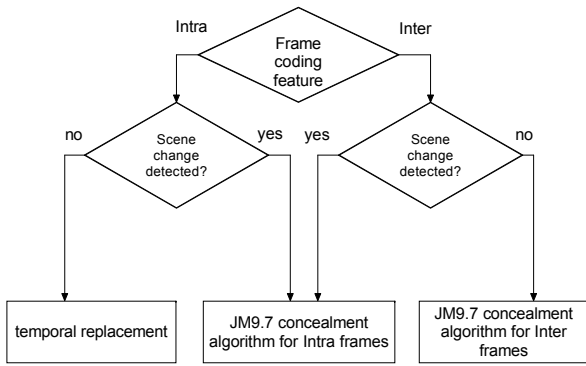 Intra
Inter
Frame
coding
feature
no
Scene
change
detected?
yes
yes
Scene
change
detected?
no
temporal replacement
JM9.7 concealment
algorithm for Intra frames
JM9.7 concealment
algorithm for Inter
frames